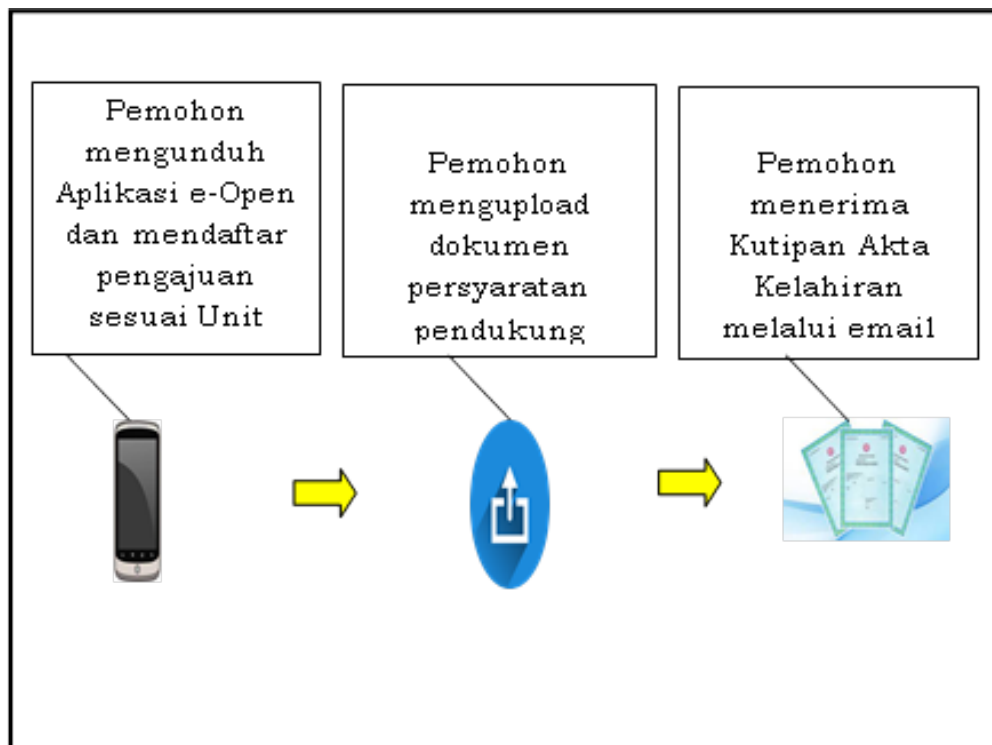 Pemohon
mengunduh
Aplikasi e-Open
dan mendaftar
pengajuan
sesuai Unit
Pemohon
mengupload
dokumen
persyaratan
pendukung
Pemohon
menerima
Kutipan Akta
Kelahiran
melalui email